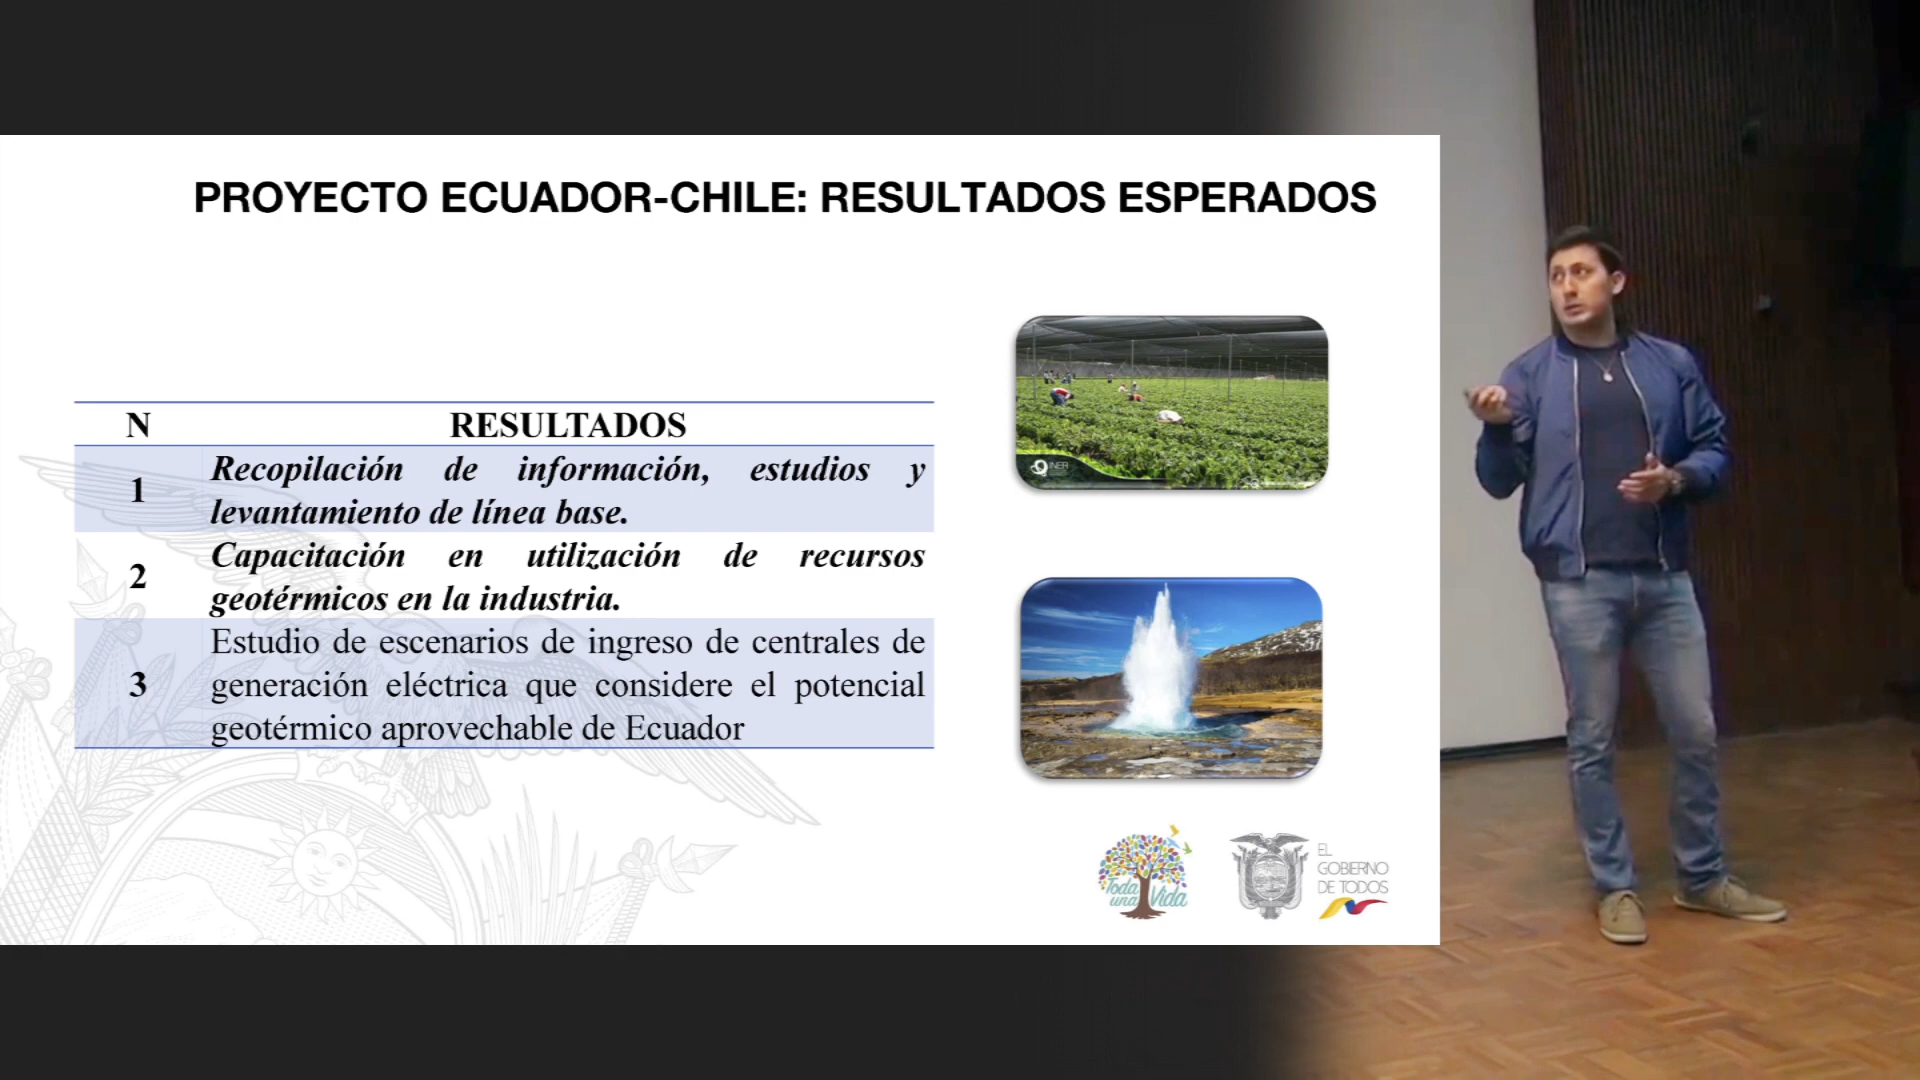 PROYECTO ECUADOR-CHILE: RESULTADOS ESPERADOS
N RESULTADOS
1 Recopilación de información, estudios y
levantamiento de línea base.
2 Capacitación en utilización de recursos
geotérmicos en la industria.
3 Estudio de escenarios de ingreso de centrales de
generación eléctrica que considere el potencial
geotérmico aprovechable de Ecuador
INER
Toda
una Vida
EL
GOBIERNO
DE TODOS